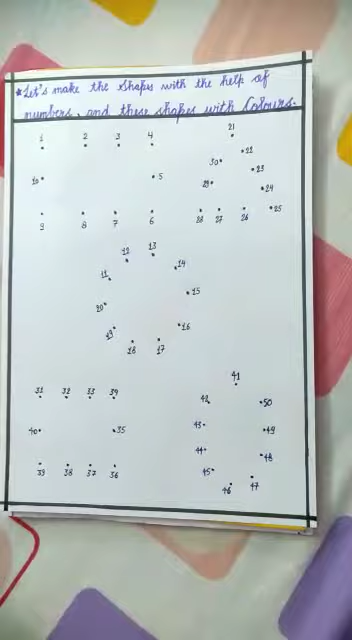 ★Let's make the shapes with the help of
numbers, and these shapes with Colours.
1 2 3 4
10 5
9 8 7 6
21
30 22
29 23
24
28 27 26 25
12 13
11 14
20 15
19 16
18 17
31 32 33 34
40 35
39 38 37 36
41
42 50
43 49
44 48
45
46 47